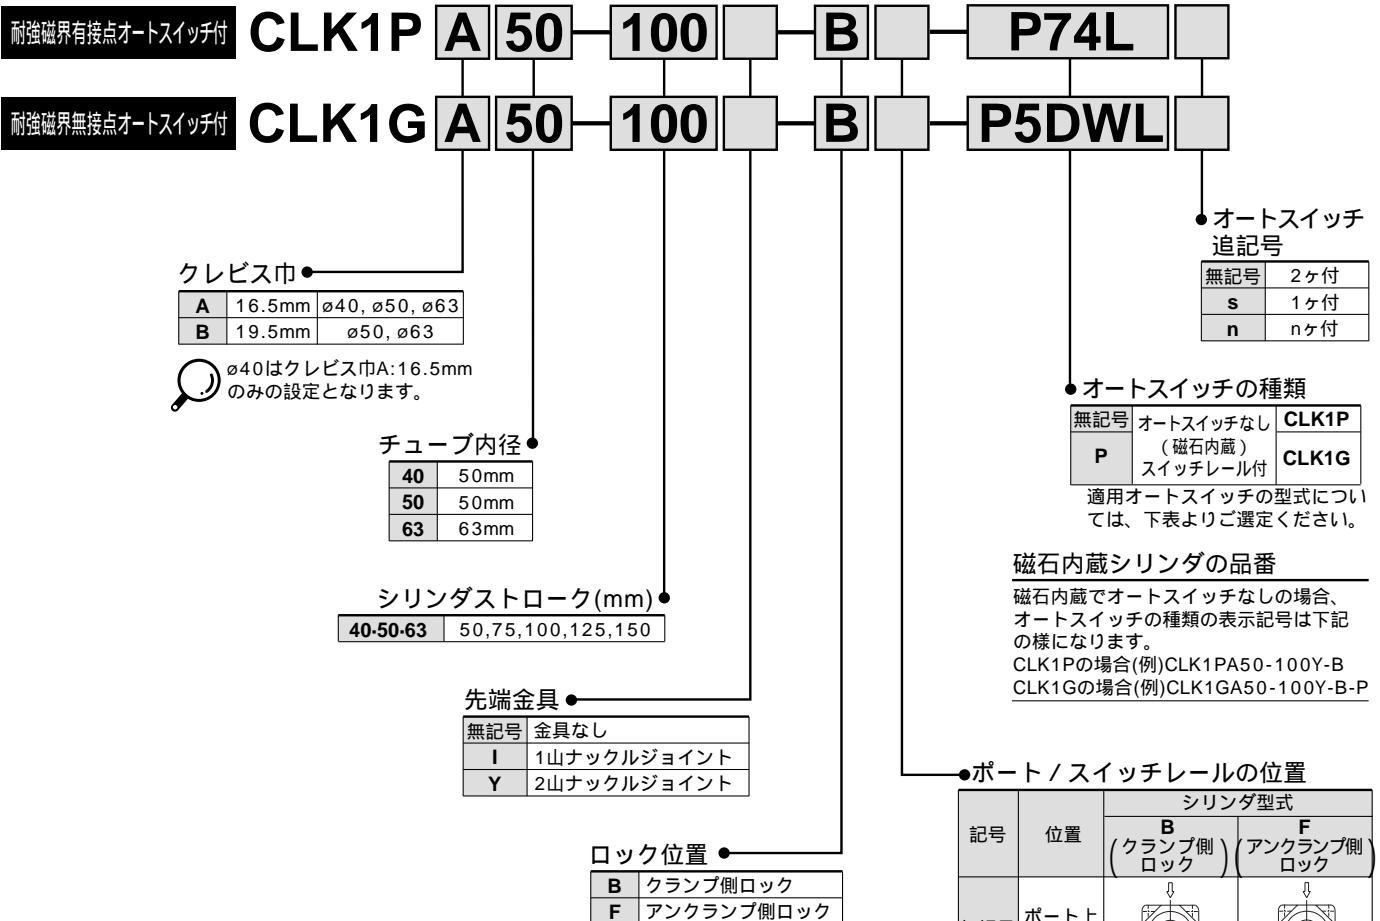 耐強磁界有接点オートスイッチ付 CLK1P A 50 - 100 - B - P74L
耐強磁界無接点オートスイッチ付 CLK1G A 50 - 100 - B - P5DWL
クレビス巾
A 16.5mm ø40, ø50, ø63
B 19.5mm ø50, ø63
ø40はクレビス巾A:16.5mm
のみの設定となります。
チューブ内径
40 50mm
50 50mm
63 63mm
シリンダストローク(mm)
40·50·63 50,75,100,125,150
先端金具
無記号 金具なし
I 1山ナックルジョイント
Y 2山ナックルジョイント
ロック位置
B クランプ側ロック
F アンクランプ側ロック
オートスイッチ
追記号
無記号 2ヶ付
s 1ヶ付
n nヶ付
オートスイッチの種類
無記号 オートスイッチなし CLK1P
P (磁石内蔵) CLK1G
スイッチレール付
適用オートスイッチの型式につい
ては、下表よりご選定ください。
磁石内蔵シリンダの品番
磁石内蔵でオートスイッチなしの場合、
オートスイッチの種類の表示記号は下記
の様になります。
CLK1Pの場合(例)CLK1PA50-100Y-B
CLK1Gの場合(例)CLK1GA50-100Y-B-P
ポート / スイッチレールの位置
記号 位置 シリンダ型式
B F
(クランプ側 (アンクランプ側
ロック) ロック)
ポート上